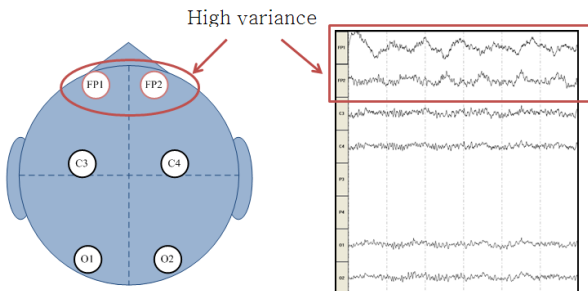 High variance
FP1 FP2
C3 C4
O1 O2
FP1
FP2
C3
C4
P3
P4
O1
O2